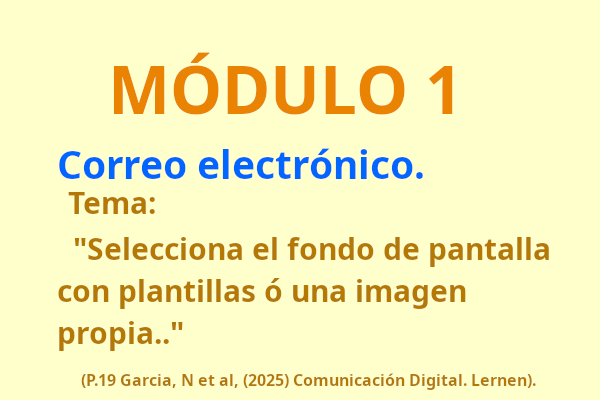 MÓDULO 1
Correo electrónico.
Tema:
"Selecciona el fondo de pantalla
con plantillas ó una imagen
propia.."
(P.19 Garcia, N et al, (2025) Comunicación Digital. Lernen).